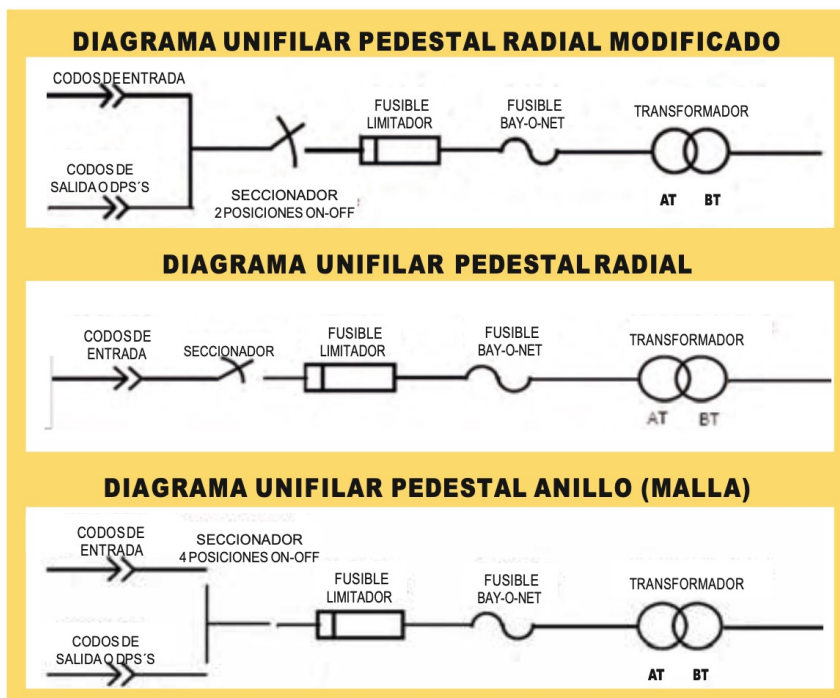 DIAGRAMA UNIFILAR PEDESTAL RADIAL MODIFICADO
CODOS DE ENTRADA
FUSIBLE
LIMITADOR
FUSIBLE
BAY-O-NET
TRANSFORMADOR
CODOS DE
SALIDA O DPS´S
SECCIONADOR
2 POSICIONES ON-OFF
AT BT
DIAGRAMA UNIFILAR PEDESTAL RADIAL
CODOS DE
ENTRADA
SECCIONADOR
FUSIBLE
LIMITADOR
FUSIBLE
BAY-O-NET
TRANSFORMADOR
AT BT
DIAGRAMA UNIFILAR PEDESTAL ANILLO (MALLA)
CODOS DE
ENTRADA
SECCIONADOR
4 POSICIONES ON-OFF
FUSIBLE
LIMITADOR
FUSIBLE
BAY-O-NET
TRANSFORMADOR
CODOS DE
SALIDA O DPS´S
AT BT